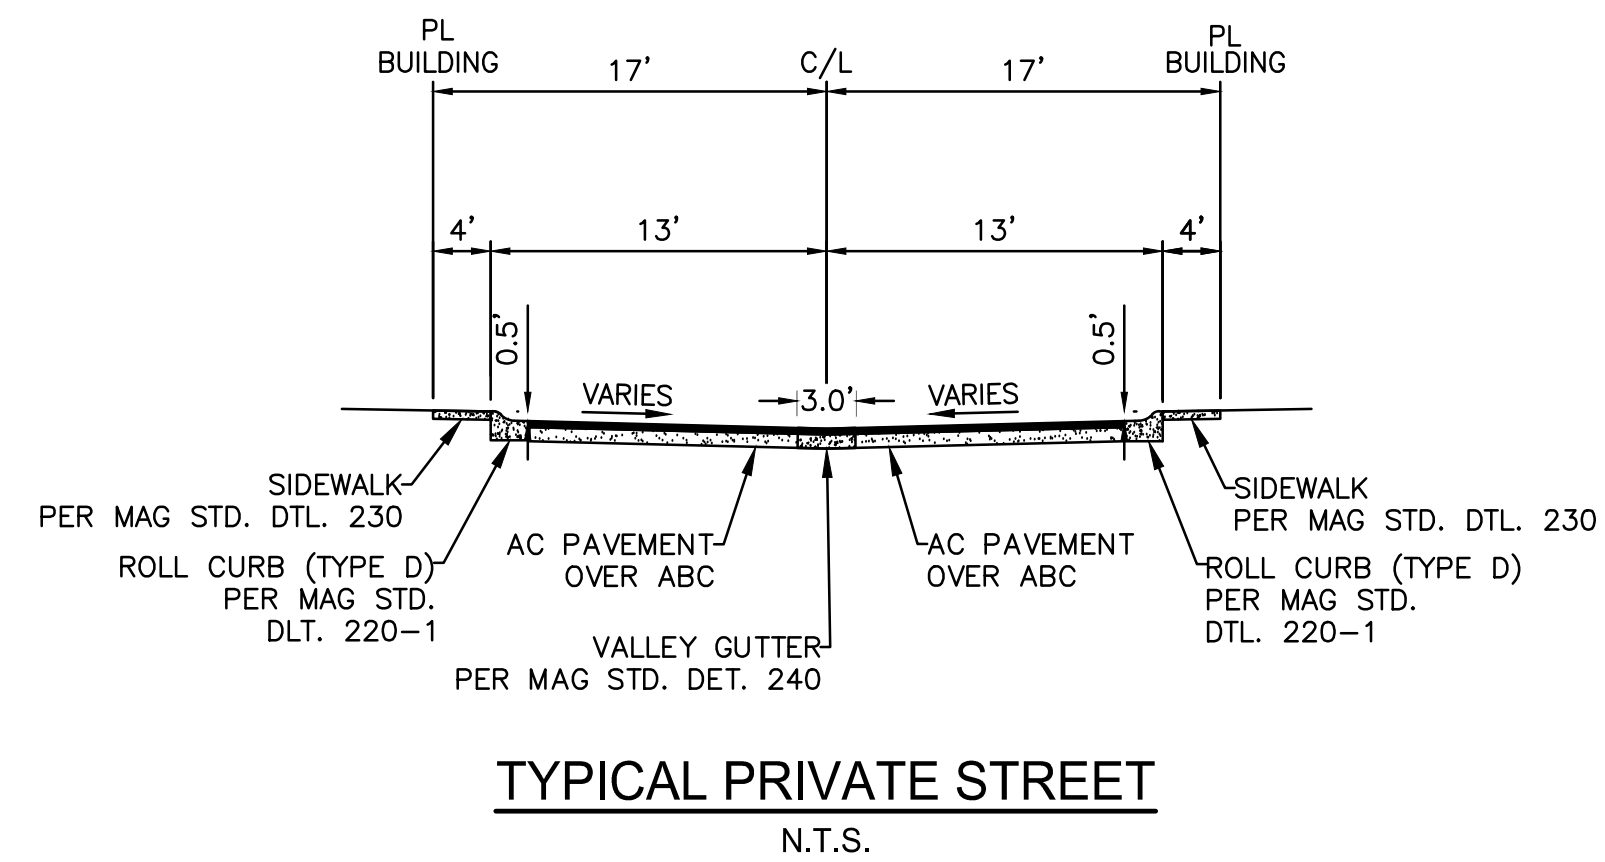 PL
BUILDING
17'
C/L
17'
PL
BUILDING
4'
13'
13'
4'
0.5'
0.5'
VARIES
3.0'
VARIES
SIDEWALK
PER MAG STD. DTL. 230
ROLL CURB (TYPE D)
PER MAG STD.
DLT. 220-1
AC PAVEMENT
OVER ABC
VALLEY GUTTER
PER MAG STD. DET. 240
AC PAVEMENT
OVER ABC
SIDEWALK
PER MAG STD. DTL. 230
ROLL CURB (TYPE D)
PER MAG STD.
DTL. 220-1
TYPICAL PRIVATE STREET
N.T.S.